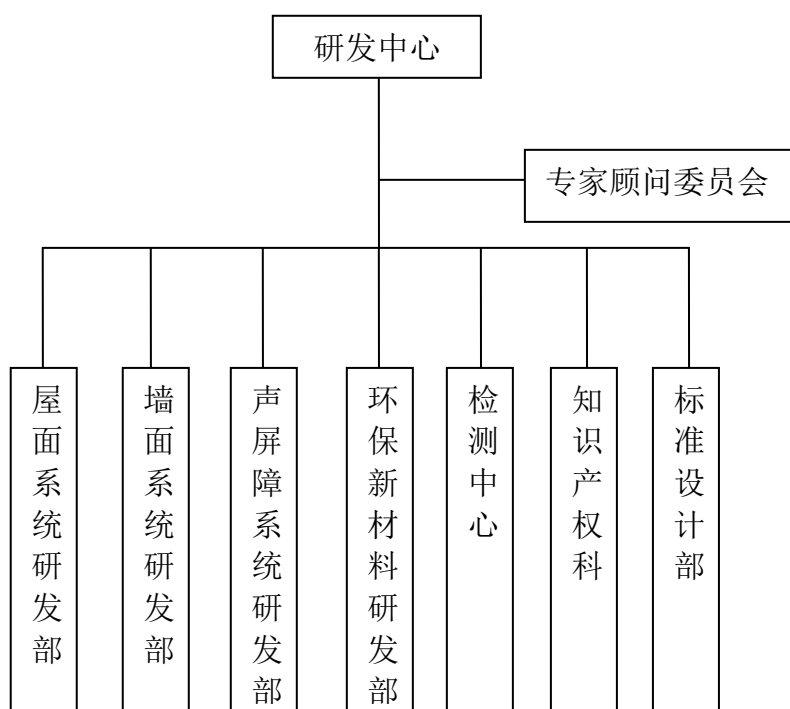 研发中心
专家顾问委员会
屋面系统研发部
墙面系统研发部
声屏障系统研发部
环保新材料研发部
检测中心
知识产权科
标准设计部